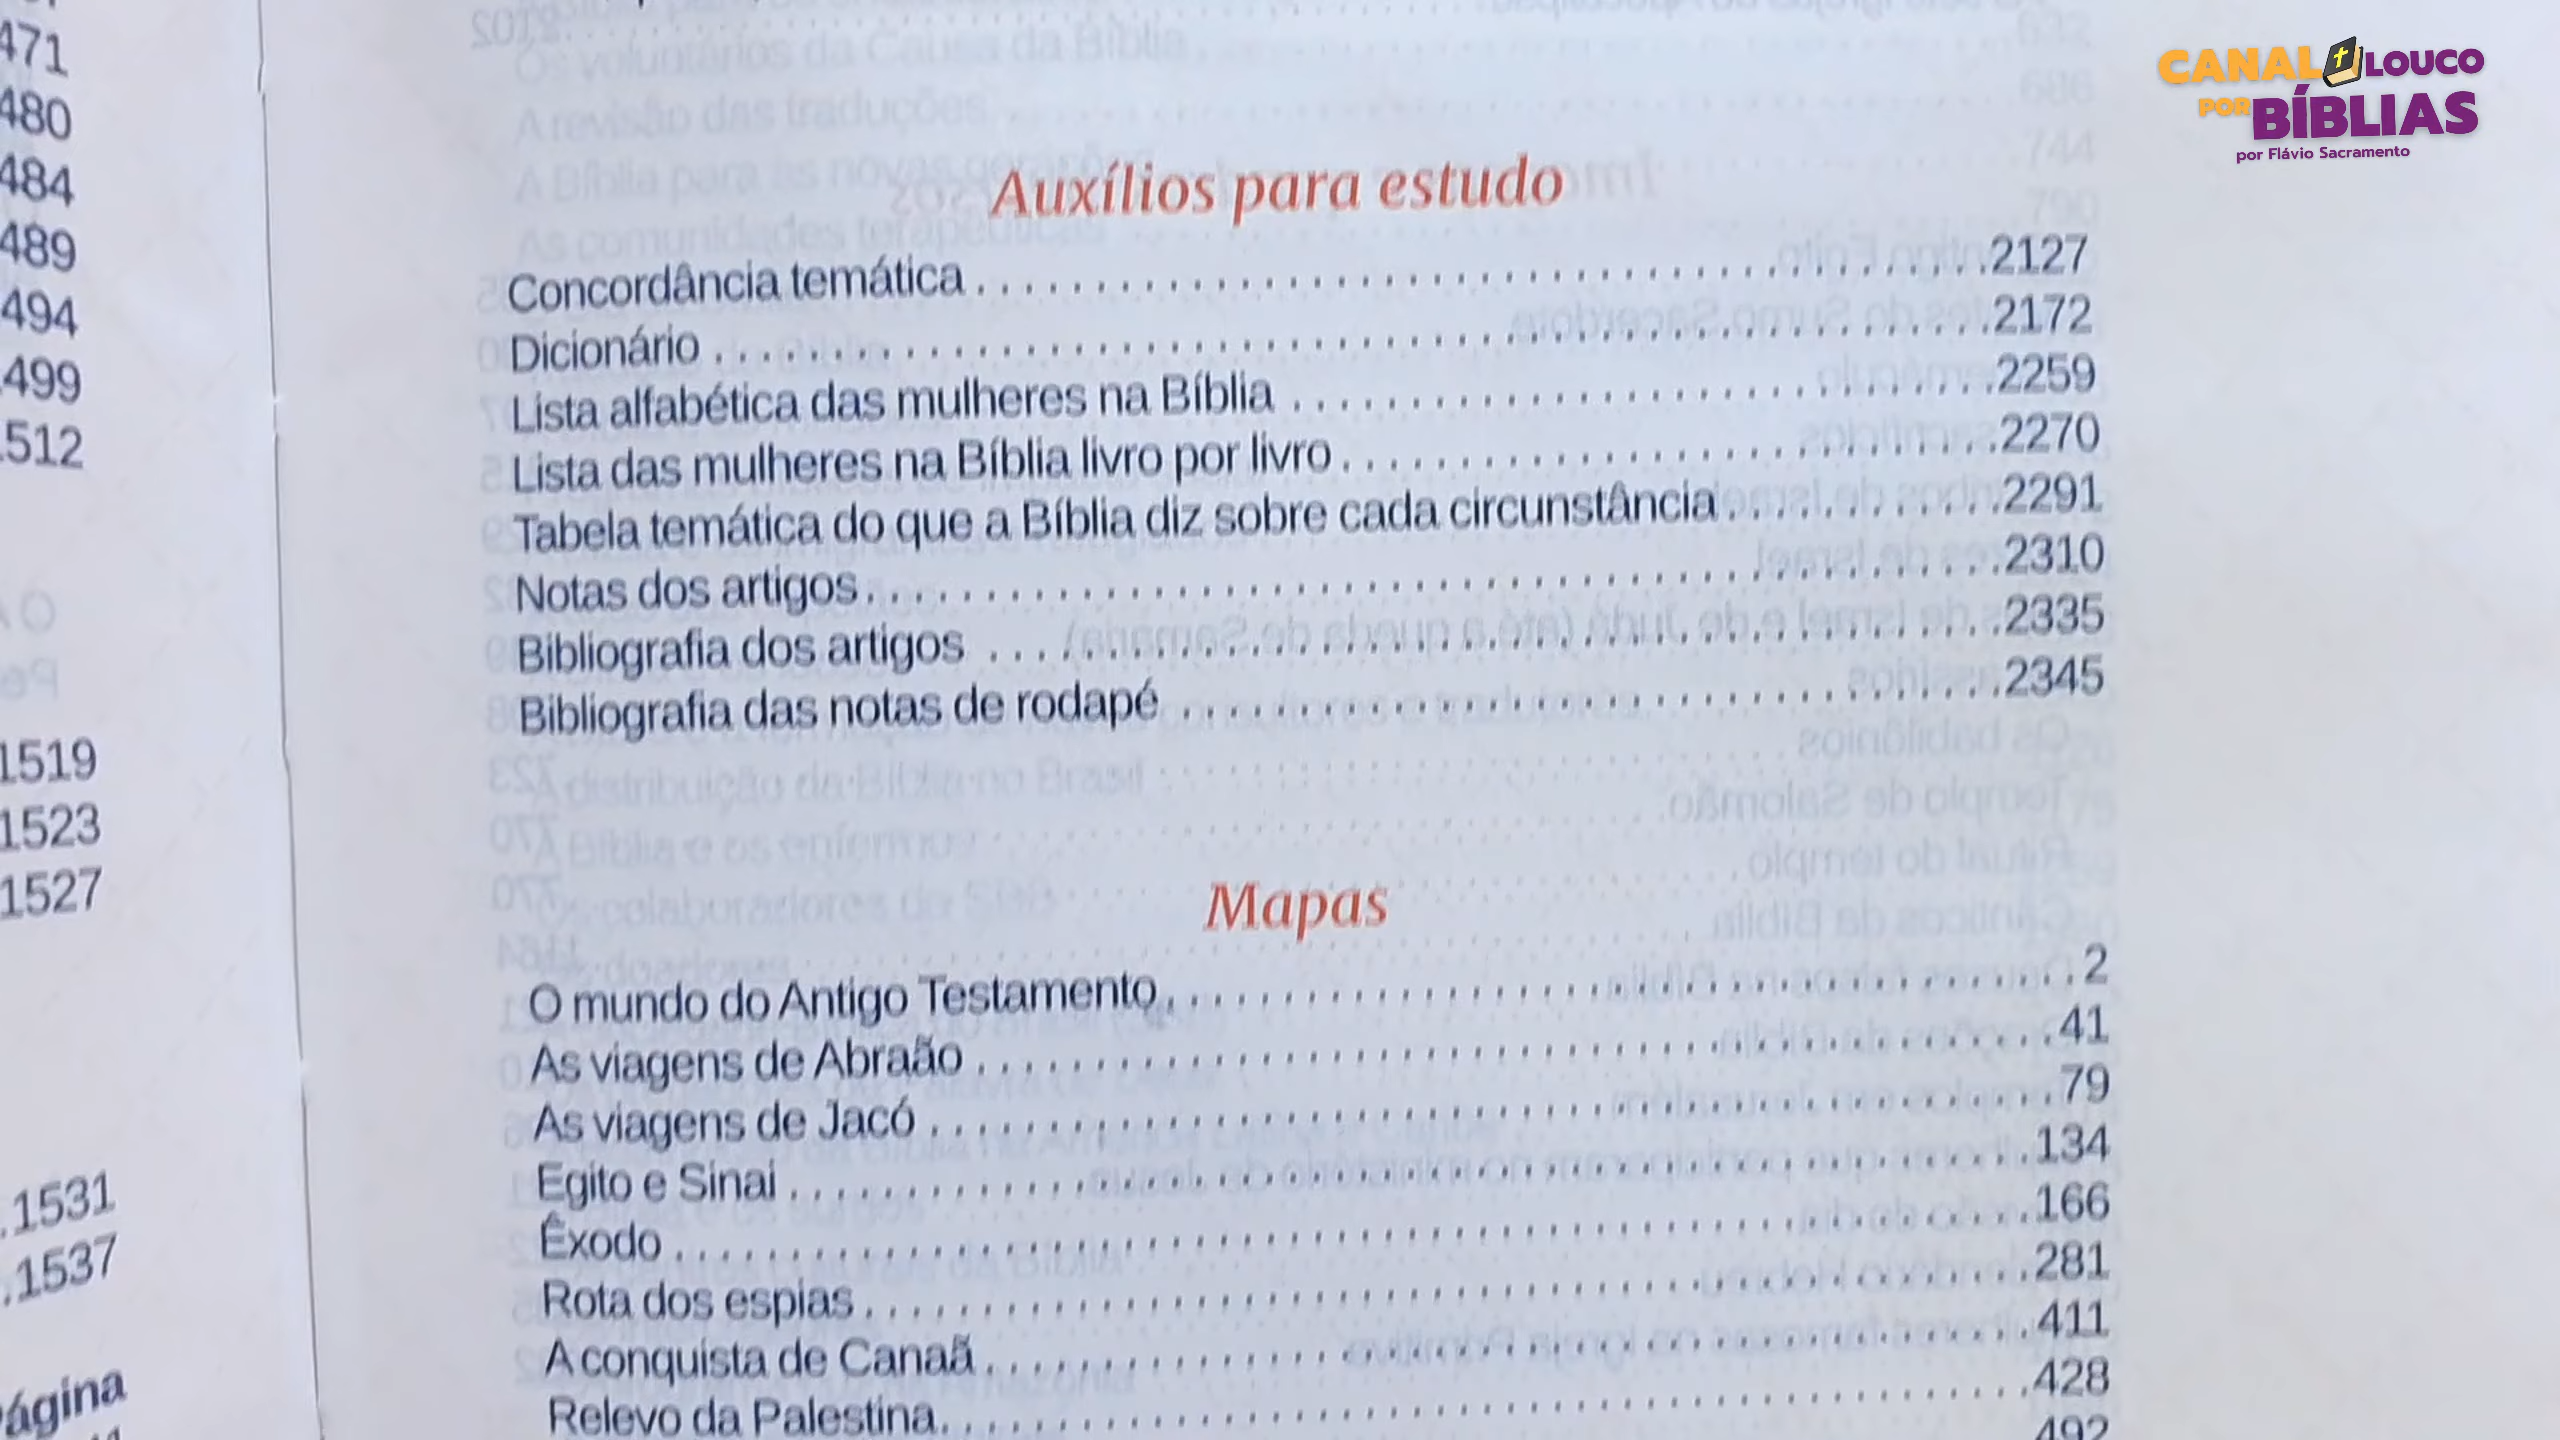 471
480
484
489
494
.499
.512
1519
1523
1527
.1531
.1537
ágina
CANAL LOUCO
POR BÍBLIAS
por Flávio Sacramento
Auxílios para estudo
Concordância temática . . . . . . . . . . 2127
Dicionário . . . . . . . . . . 2172
Lista alfabética das mulheres na Bíblia . . . . . . . . . . 2259
Lista das mulheres na Bíblia livro por livro . . . . . . . . . . 2270
Tabela temática do que a Bíblia diz sobre cada circunstância . . . . . . . . . . 2291
Notas dos artigos . . . . . . . . . . 2310
Bibliografia dos artigos . . . . . . . . . . 2335
Bibliografia das notas de rodapé . . . . . . . . . . 2345
Mapas
O mundo do Antigo Testamento . . . . . . . . . . 2
As viagens de Abraão . . . . . . . . . . 41
As viagens de Jacó . . . . . . . . . . 79
Egito e Sinai . . . . . . . . . . 134
Êxodo . . . . . . . . . . 166
Rota dos espias . . . . . . . . . . 281
A conquista de Canaã . . . . . . . . . . 411
Relevo da Palestina . . . . . . . . . . 428
492